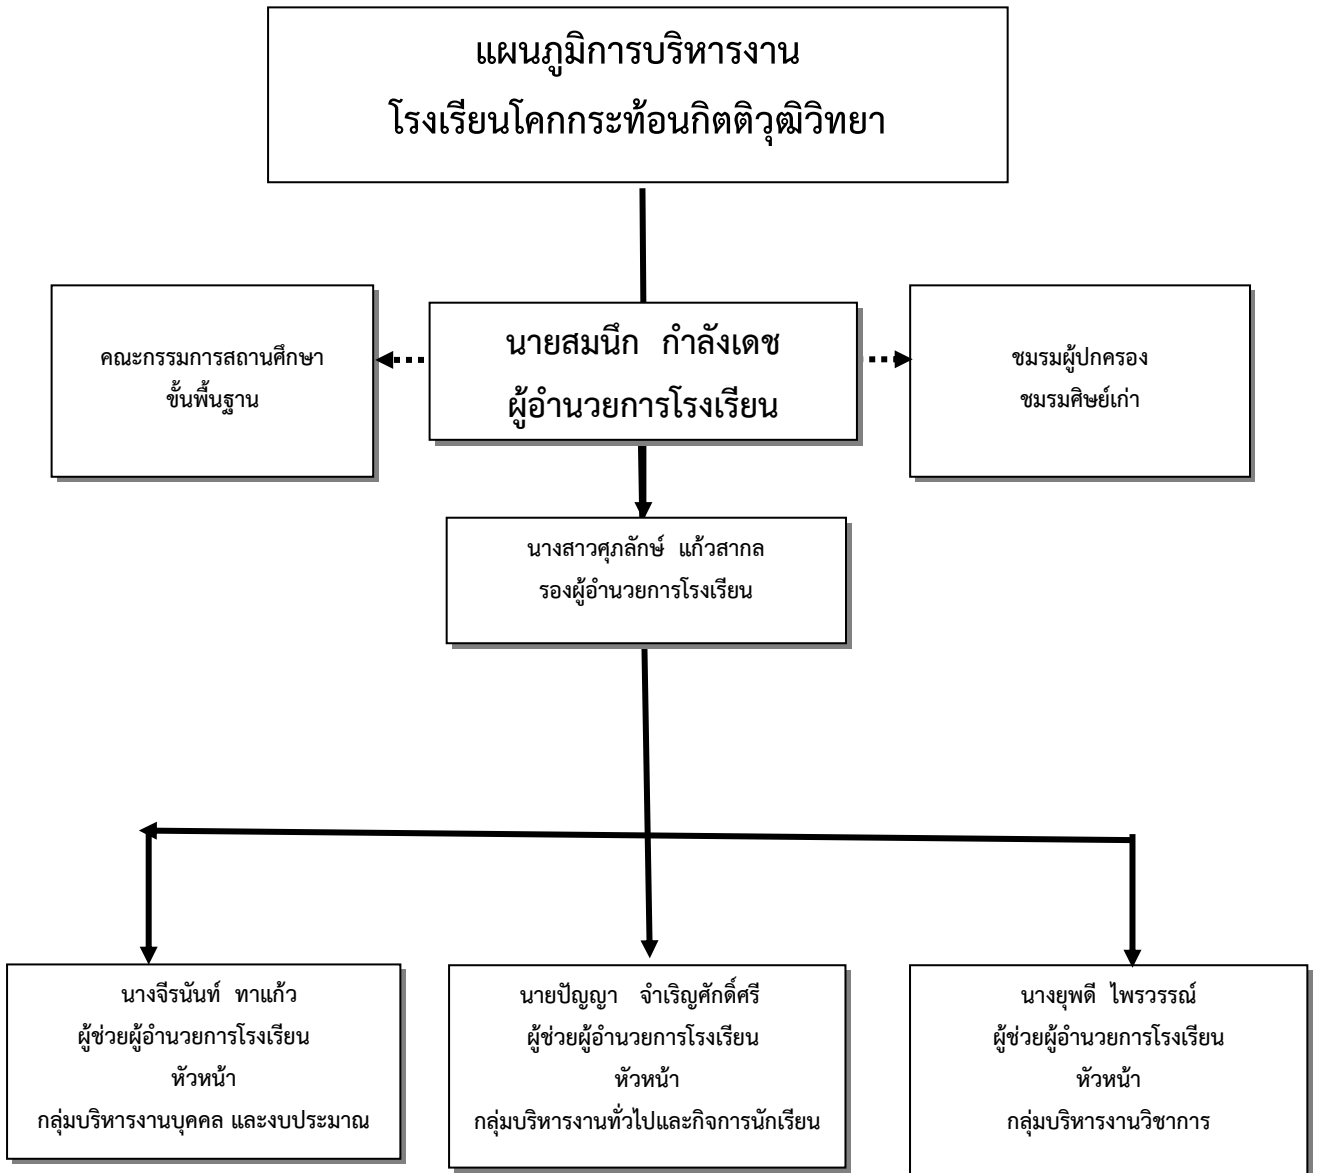 แผนภูมิการบริหารงาน
โรงเรียนโคกกระท้อนกิตติวุฒิวิทยา
คณะกรรมการสถานศึกษา
ขั้นพื้นฐาน
นายสมนึก กำลังเดช
ผู้อำนวยการโรงเรียน
ชมรมผู้ปกครอง
ชมรมศิษย์เก่า
นางสาวศุภลักษ์ แก้วสากล
รองผู้อำนวยการโรงเรียน
นางจีรนันท์ ทาแก้ว
ผู้ช่วยผู้อำนวยการโรงเรียน
หัวหน้า
กลุ่มบริหารงานบุคคล และงบประมาณ
นายปัญญา จำเริญศักดิ์ศรี
ผู้ช่วยผู้อำนวยการโรงเรียน
หัวหน้า
กลุ่มบริหารงานทั่วไปและกิจการนักเรียน
นางยุพดี ไพรวรรณ์
ผู้ช่วยผู้อำนวยการโรงเรียน
หัวหน้า
กลุ่มบริหารงานวิชาการ